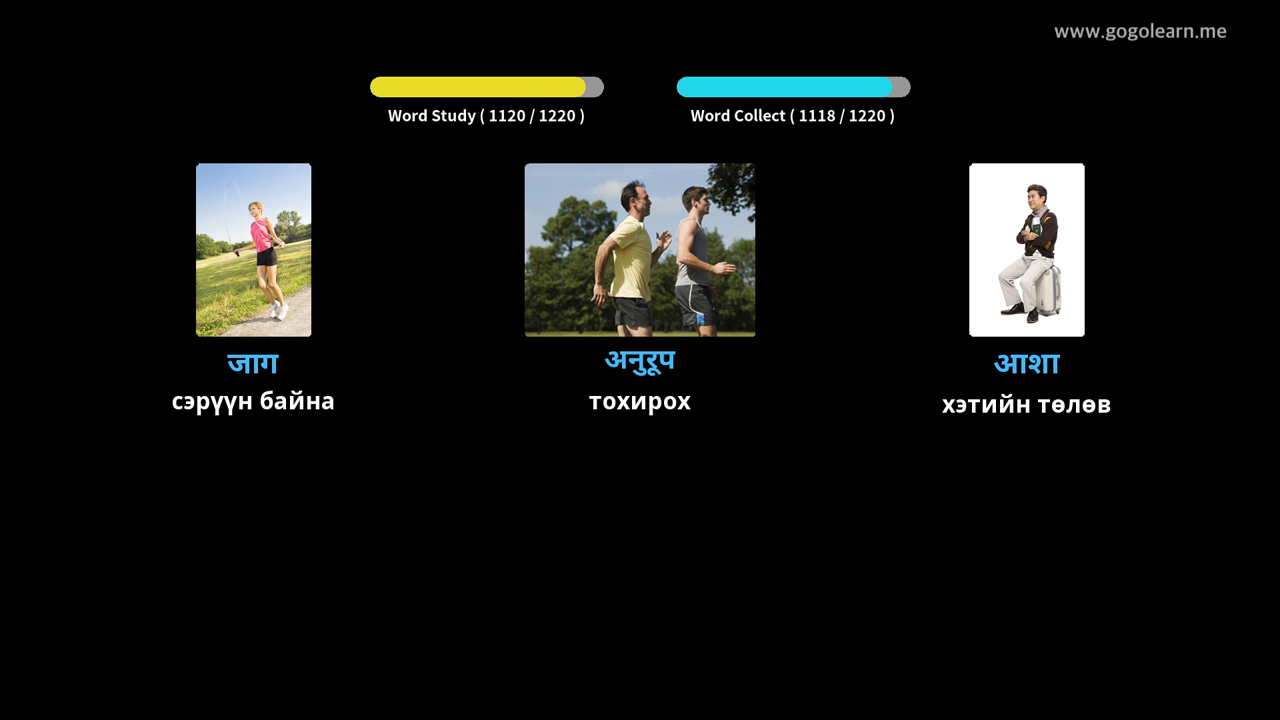 www.gogolearn.me
Word Study ( 1120 / 1220 )
Word Collect ( 1118 / 1220 )
जाग
сэрүүн байна
अनुरूप
тохирох
आशा
хэтийн төлөв